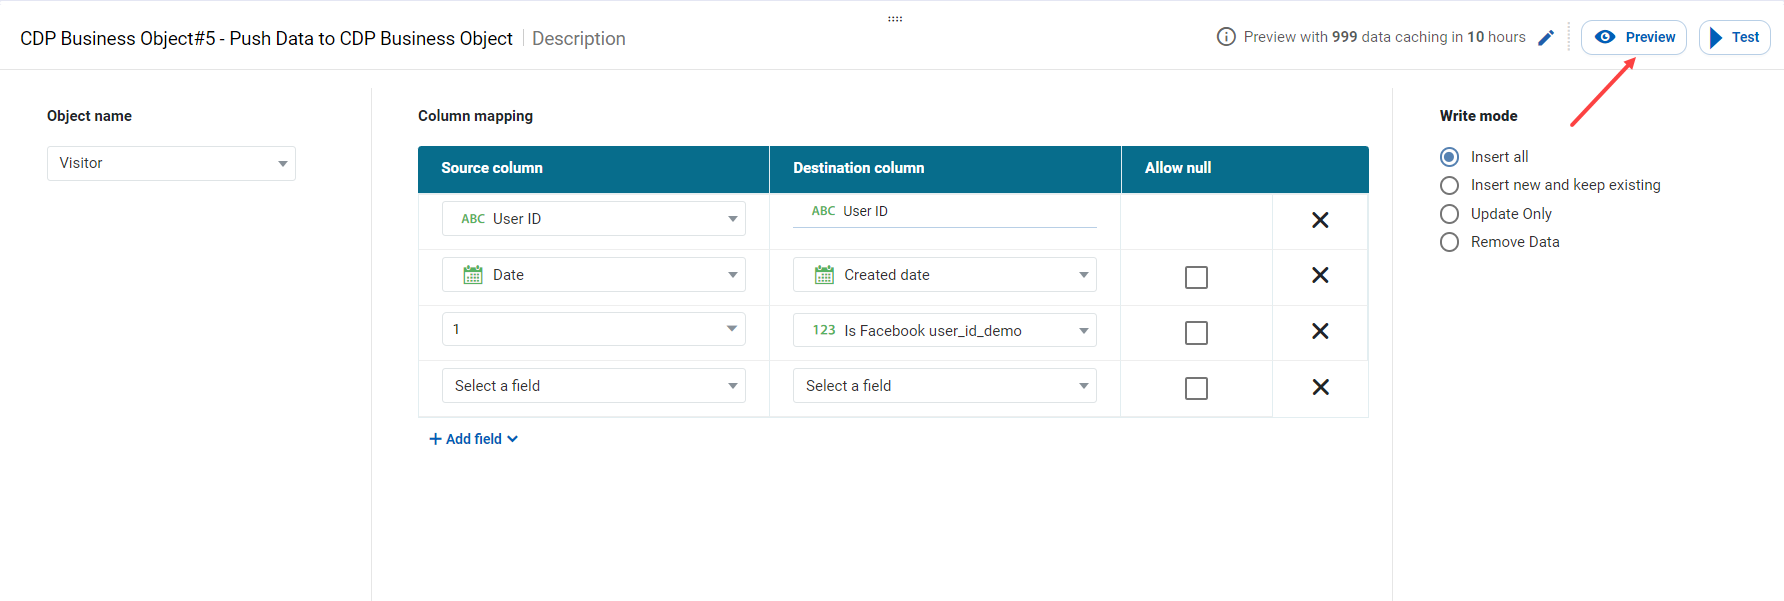 CDP Business Object#5 - Push Data to CDP Business Object
Description
Preview with 999 data caching in 10 hours
Preview
Test
Object name
Visitor
Column mapping
Source column
Destination column
Allow null
ABC User ID
ABC User ID
Date
Created date
1
123 Is Facebook user_id_demo
Select a field
Select a field
+ Add field
Write mode
Insert all
Insert new and keep existing
Update Only
Remove Data